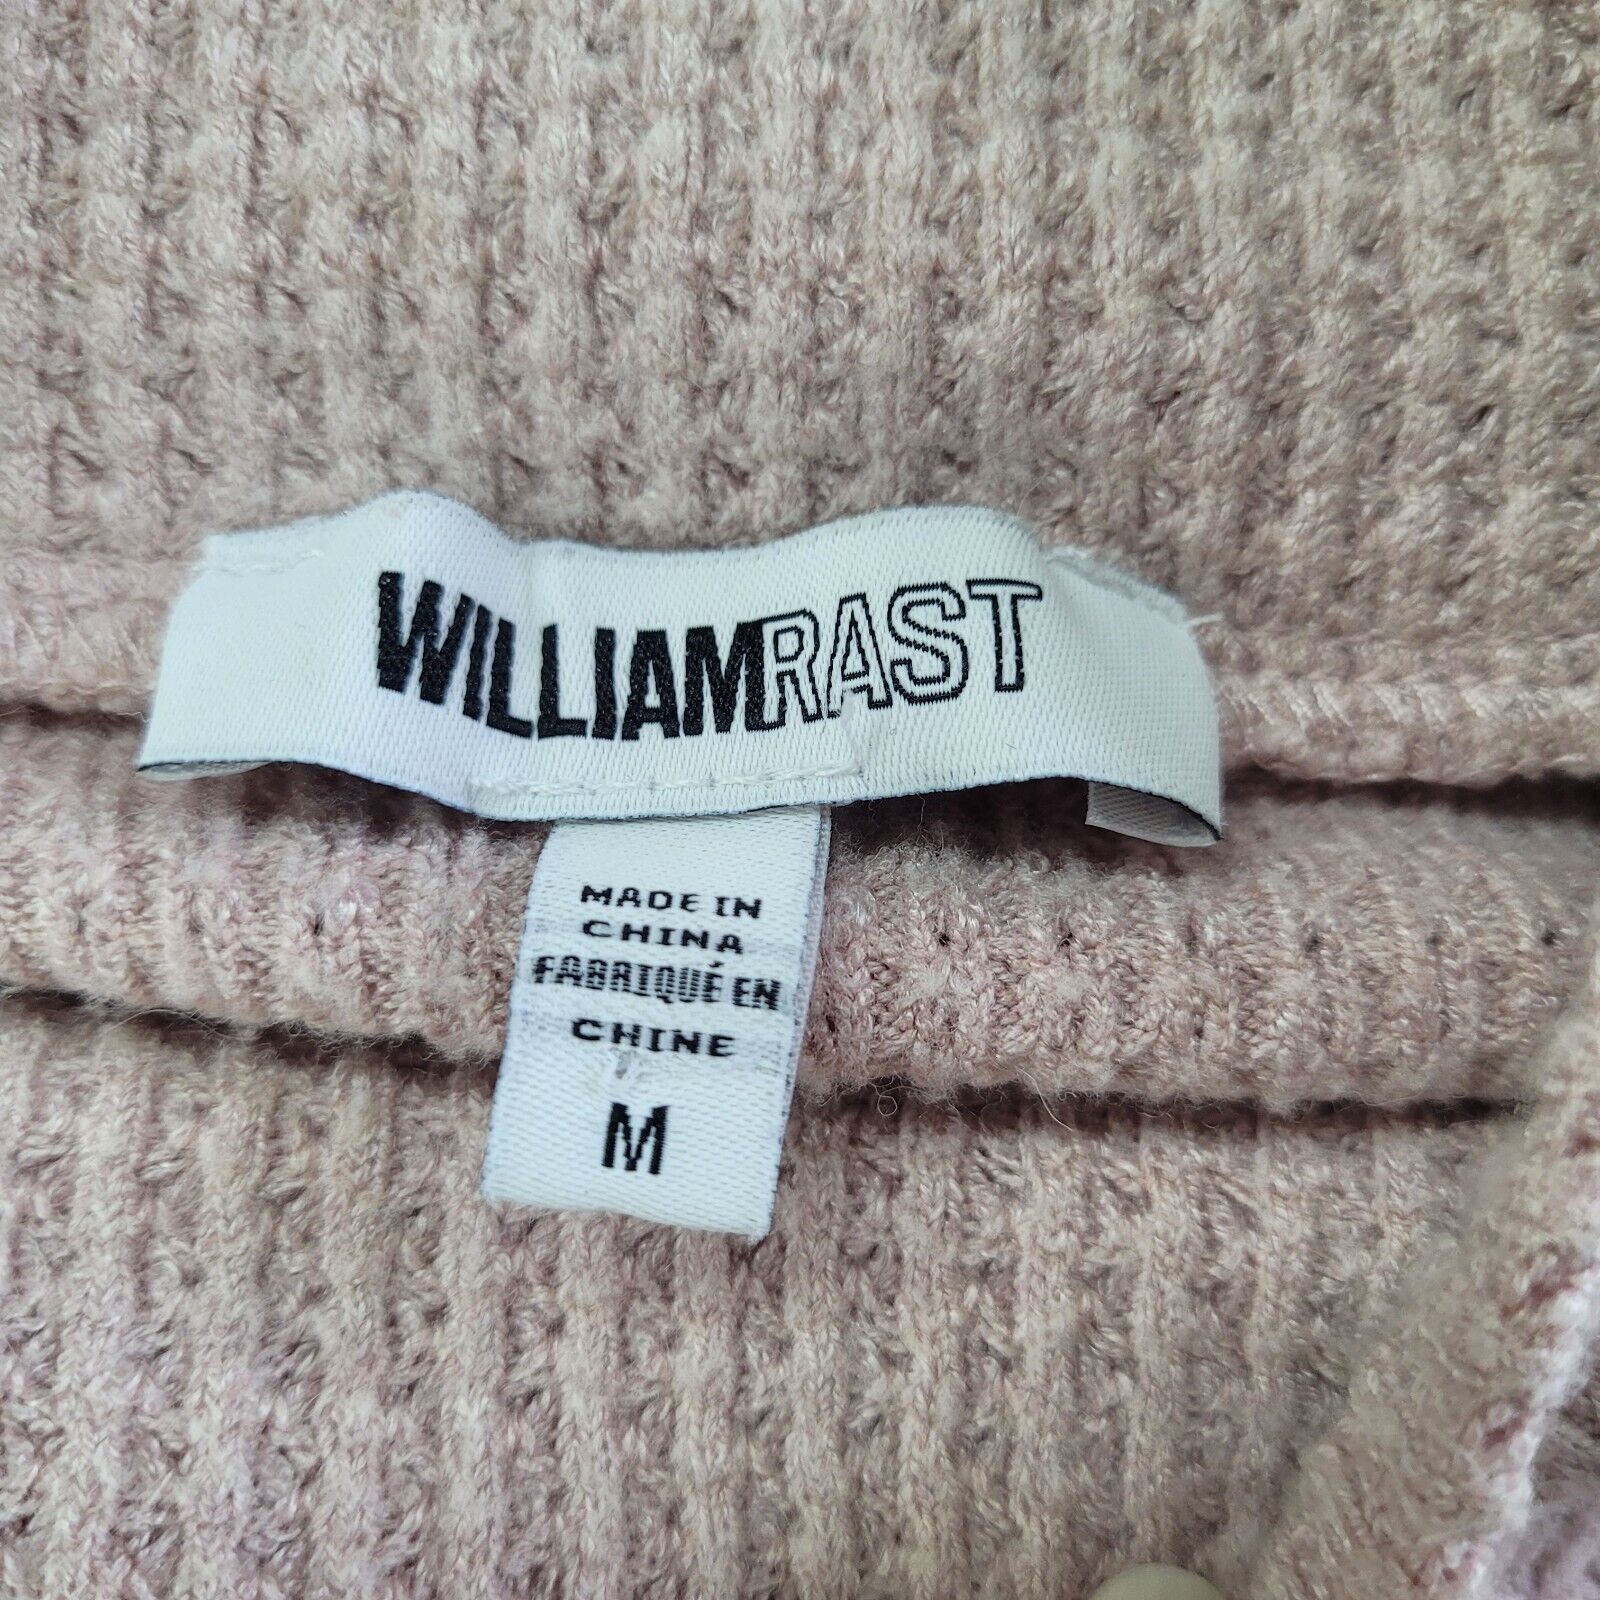 WILLIAMRAST
MADE IN
CHINA
FABRIQUÉ EN
CHINE
M